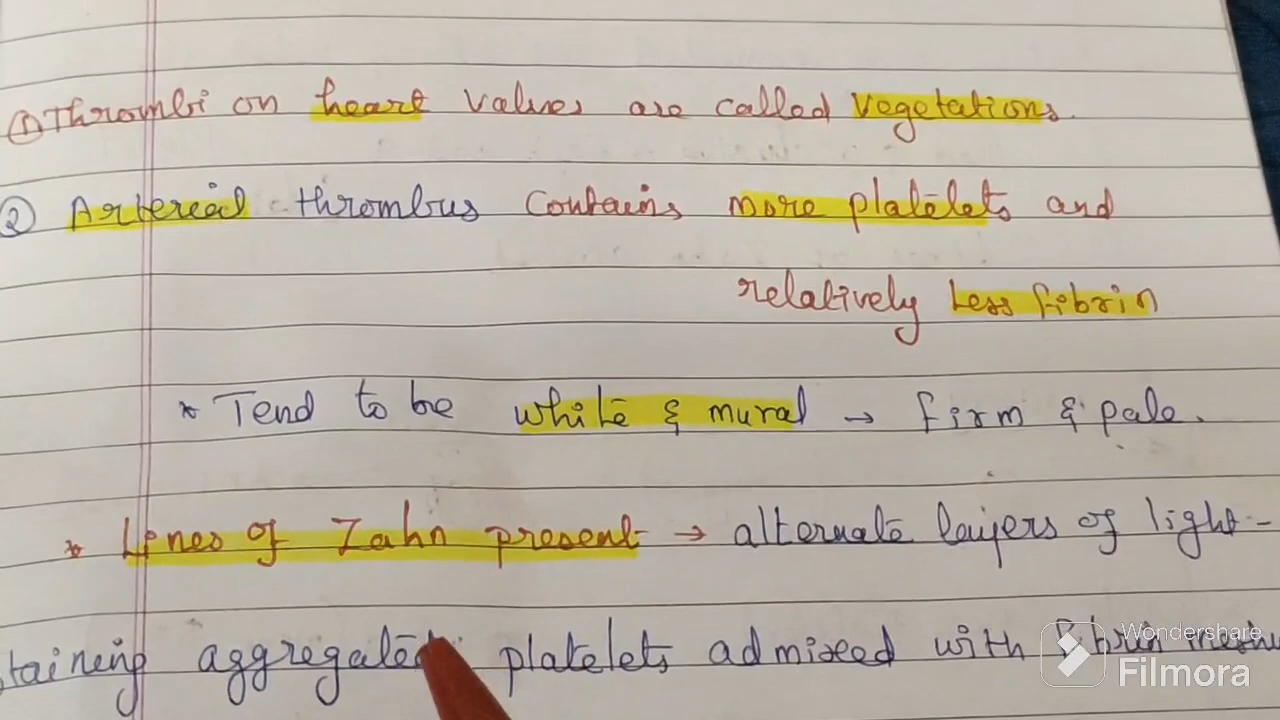 ① Thrombi on heart valves are called vegetations.
② Arterial thrombus contains more platelets and
relatively less fibrin
* Tend to be white & mural → firm & pale.
* Lines of Zahn present → alternate layers of light-
taining aggregated platelets admixed with fibrin
Wondershare
Filmora